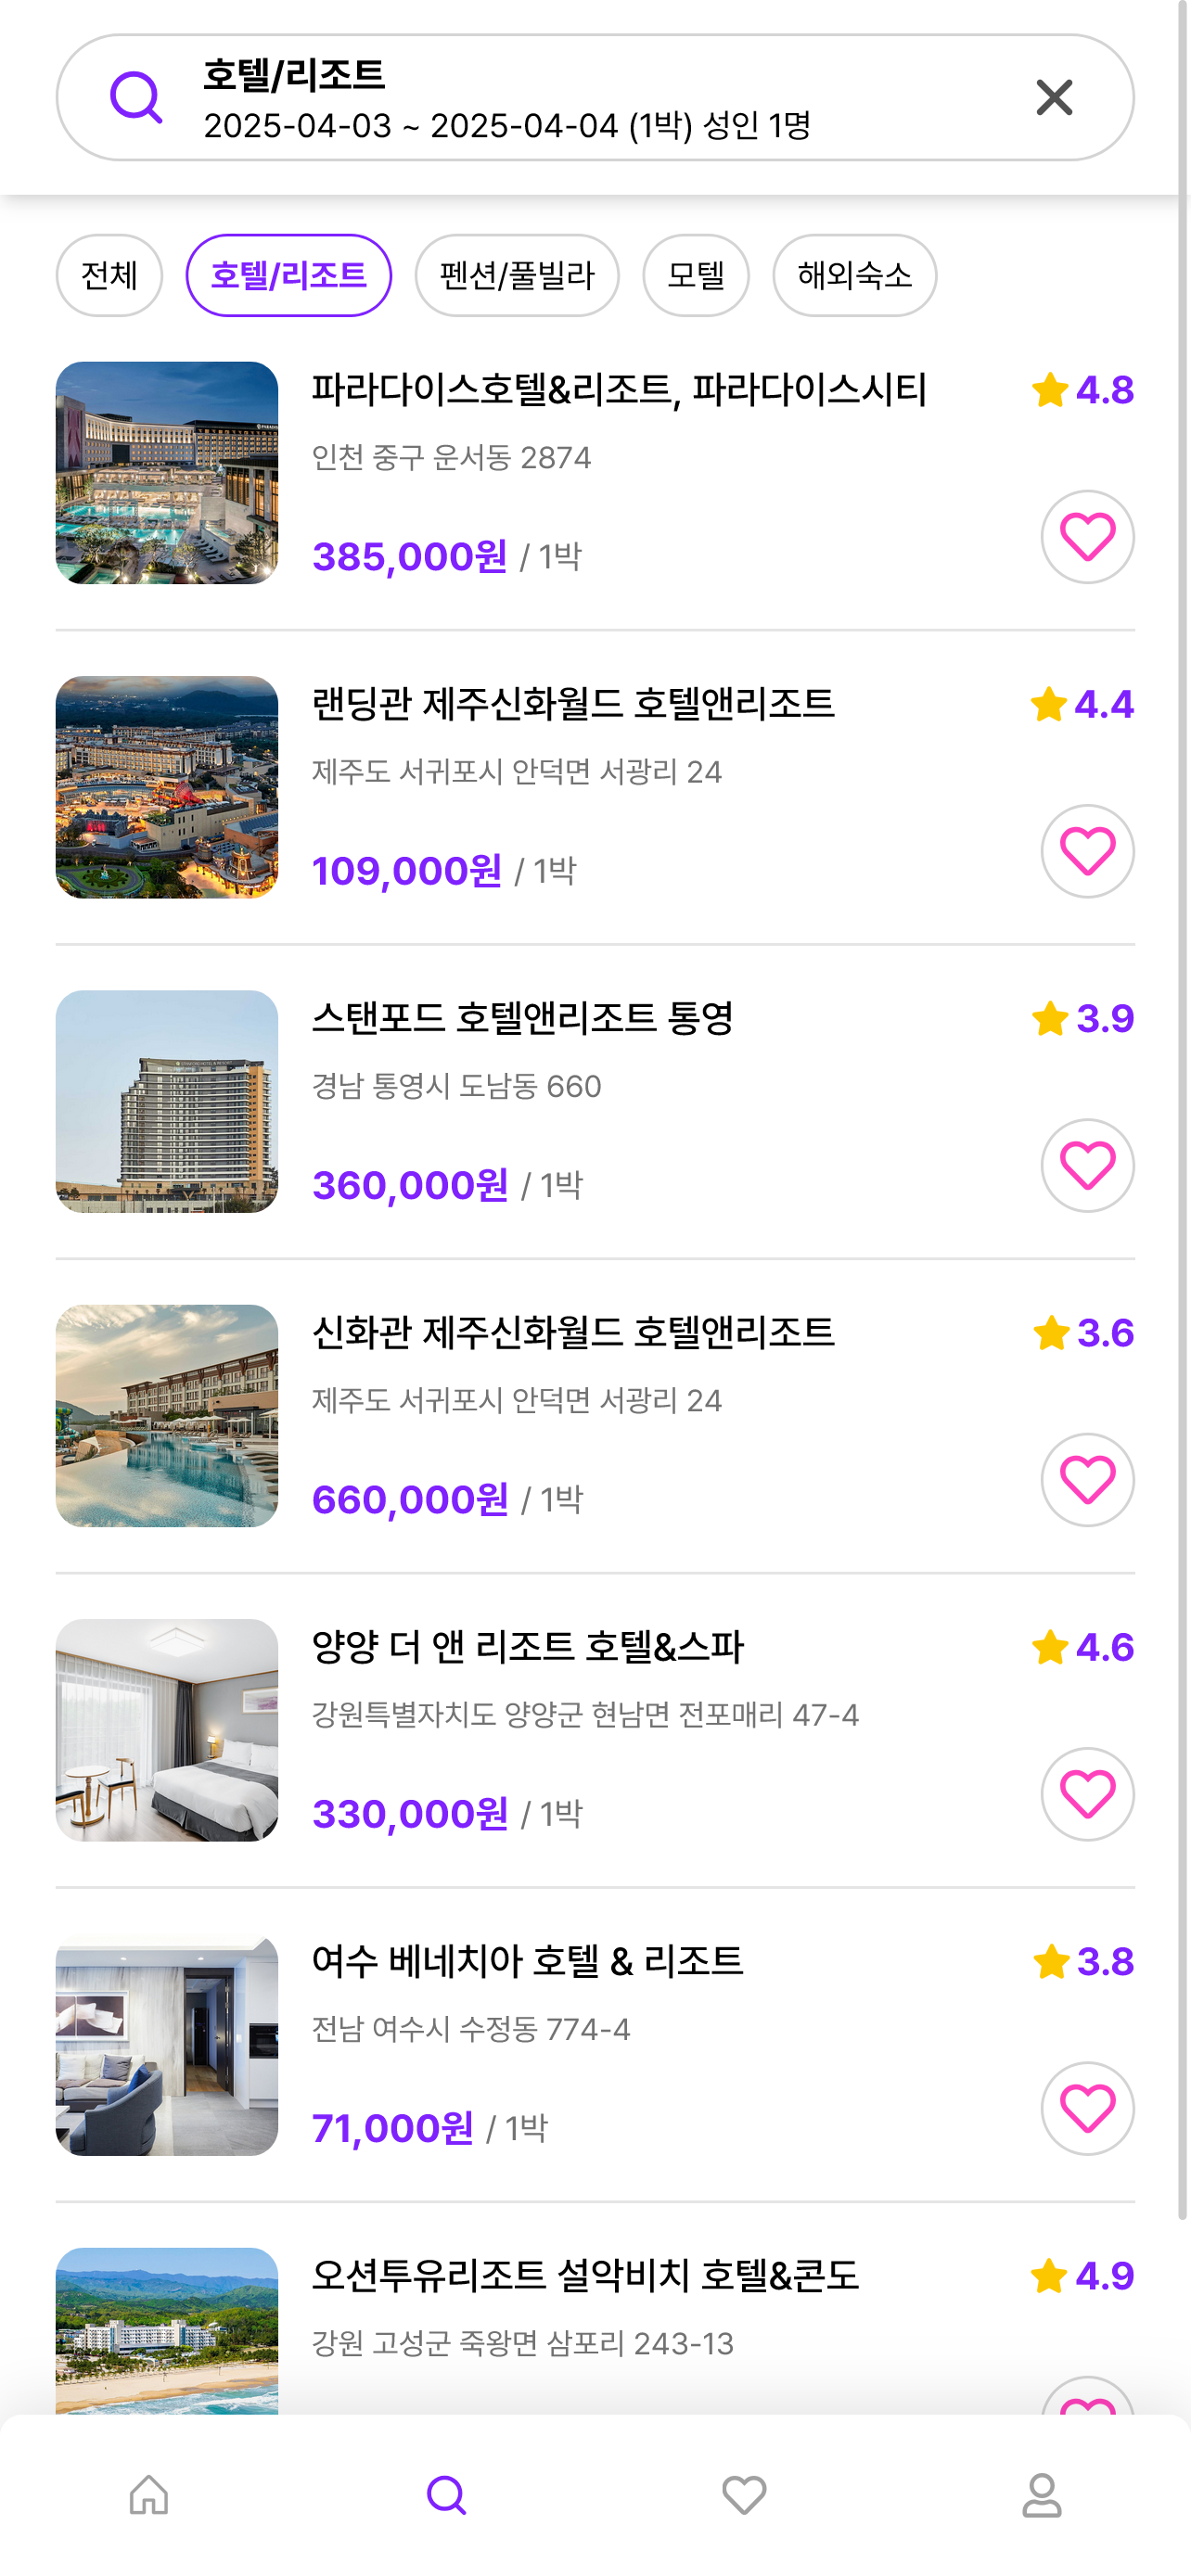 호텔/리조트
2025-04-03 ~ 2025-04-04 (1박) 성인 1명
전체 호텔/리조트 펜션/풀빌라 모텔 해외숙소
파라다이스호텔&리조트, 파라다이스시티 4.8
인천 중구 운서동 2874
385,000원 / 1박
랜딩관 제주신화월드 호텔앤리조트 4.4
제주도 서귀포시 안덕면 서광리 24
109,000원 / 1박
스탠포드 호텔앤리조트 통영 3.9
경남 통영시 도남동 660
360,000원 / 1박
신화관 제주신화월드 호텔앤리조트 3.6
제주도 서귀포시 안덕면 서광리 24
660,000원 / 1박
양양 더 앤 리조트 호텔&스파 4.6
강원특별자치도 양양군 현남면 전포매리 47-4
330,000원 / 1박
여수 베네치아 호텔 & 리조트 3.8
전남 여수시 수정동 774-4
71,000원 / 1박
오션투유리조트 설악비치 호텔&콘도 4.9
강원 고성군 죽왕면 삼포리 243-13